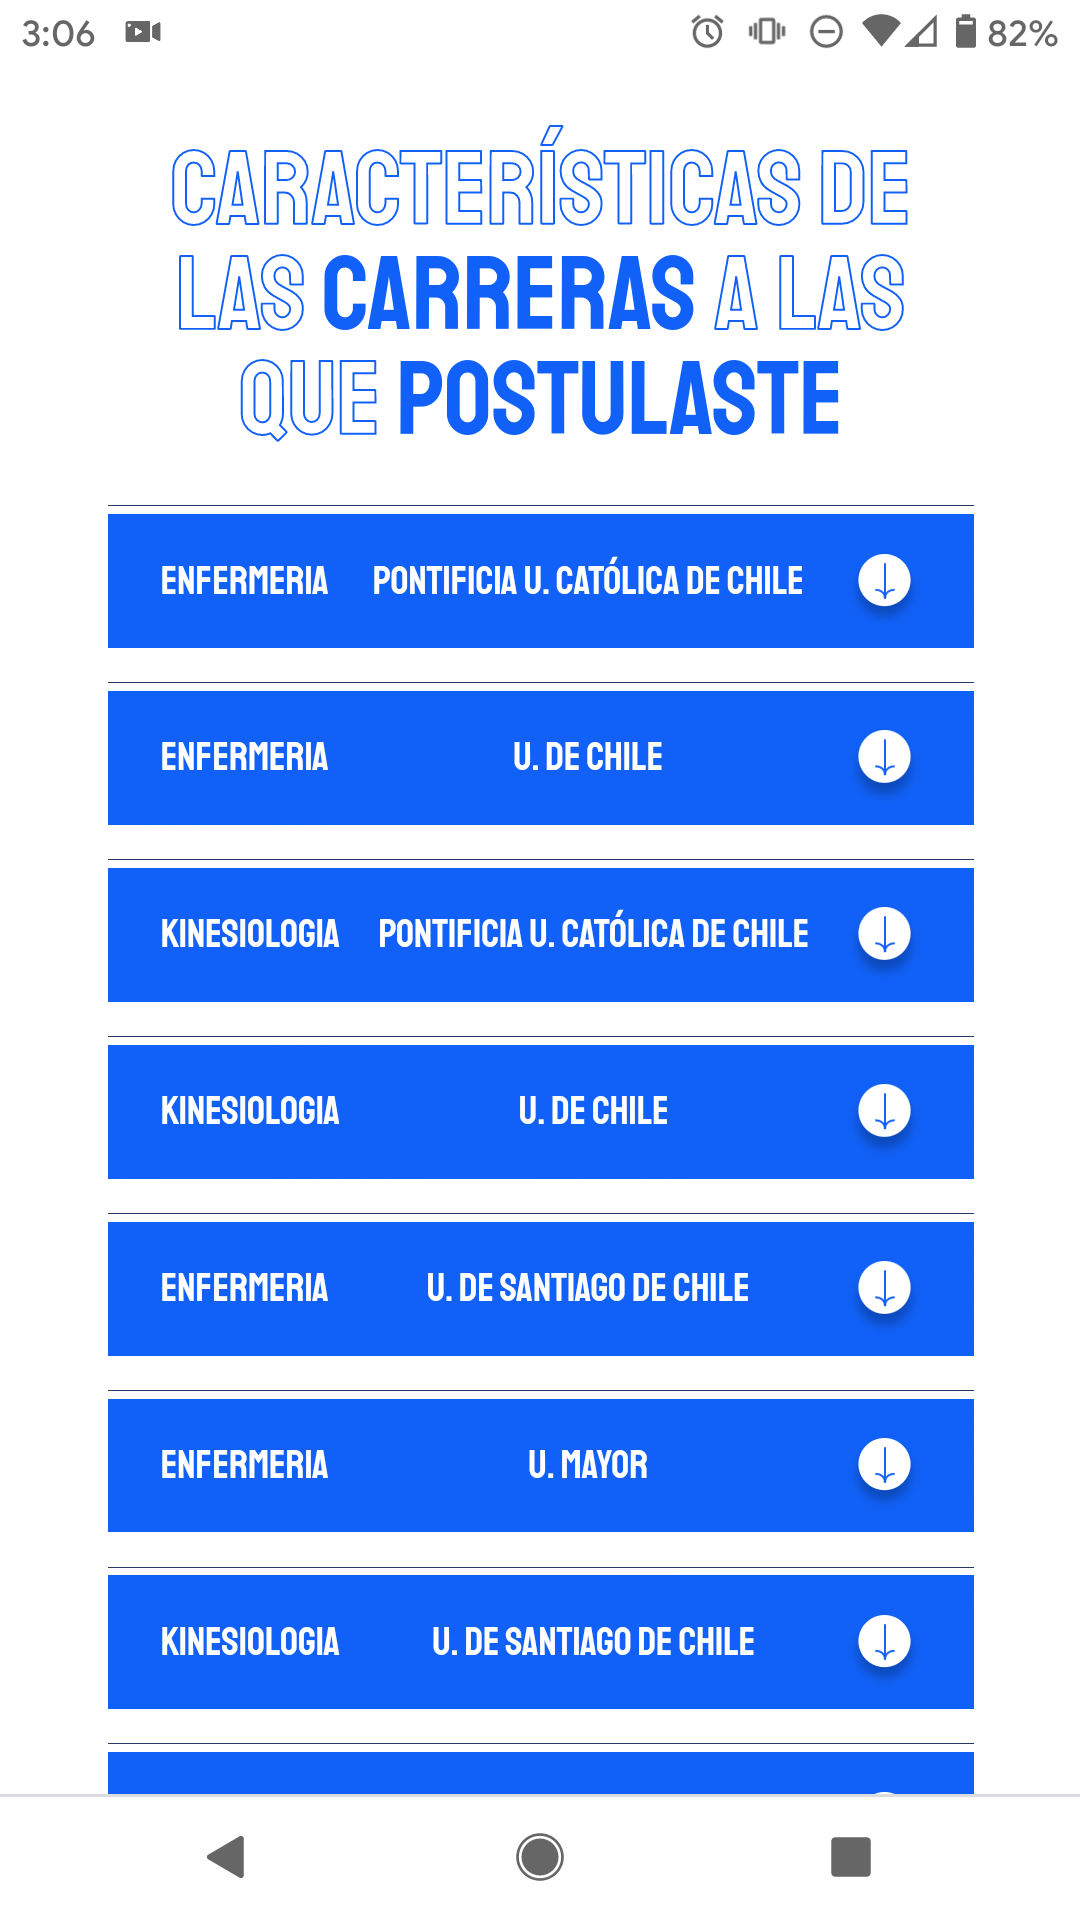 3:06 82%
CARACTERÍSTICAS DE
LAS CARRERAS A LAS
QUE POSTULASTE
ENFERMERIA PONTIFICIA U. CATÓLICA DE CHILE
ENFERMERIA U. DE CHILE
KINESIOLOGIA PONTIFICIA U. CATÓLICA DE CHILE
KINESIOLOGIA U. DE CHILE
ENFERMERIA U. DE SANTIAGO DE CHILE
ENFERMERIA U. MAYOR
KINESIOLOGIA U. DE SANTIAGO DE CHILE